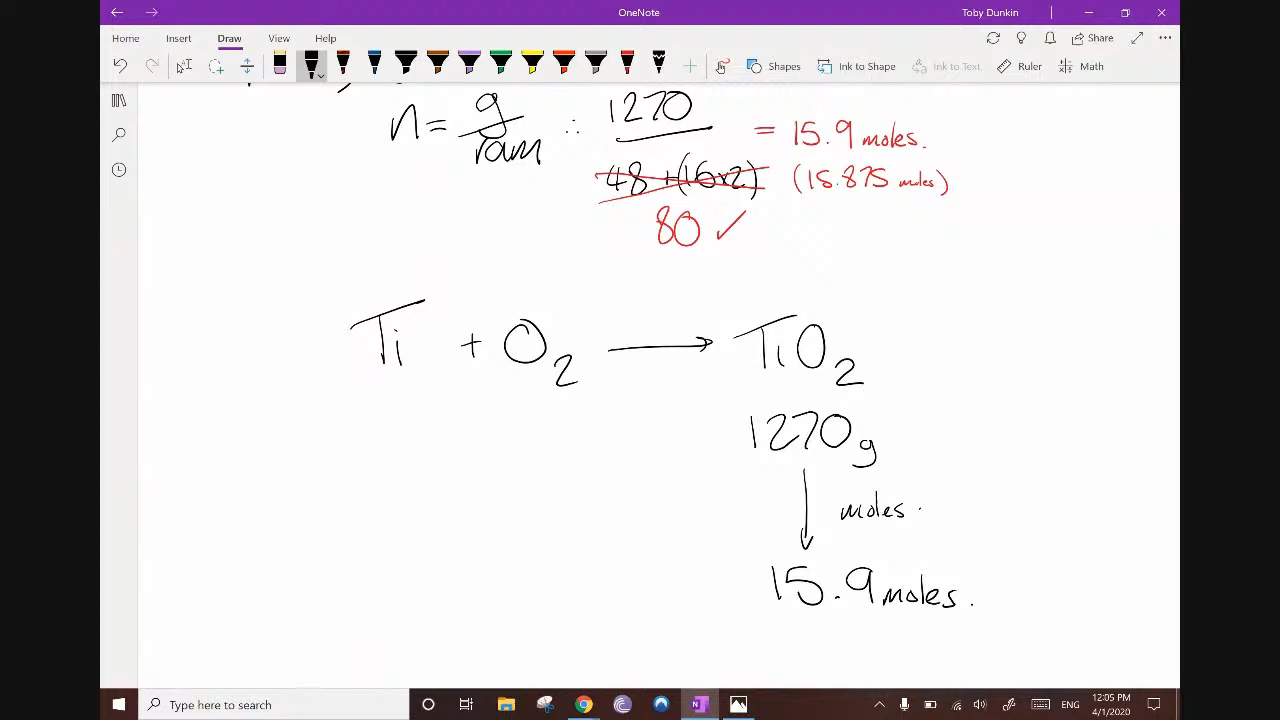 OneNote
Toby Dunkin
Home Insert Draw View Help
Share
Shapes Ink to Shape Ink to Text Ruler Math
n = g / ram ∴ 1270 / 48 + (16x2) = 15.9 moles.
(15.875 moles)
80 ✓
Ti + O2 → TiO2
1270g
moles.
15.9 moles.
Type here to search
ENG
12:05 PM
4/1/2020